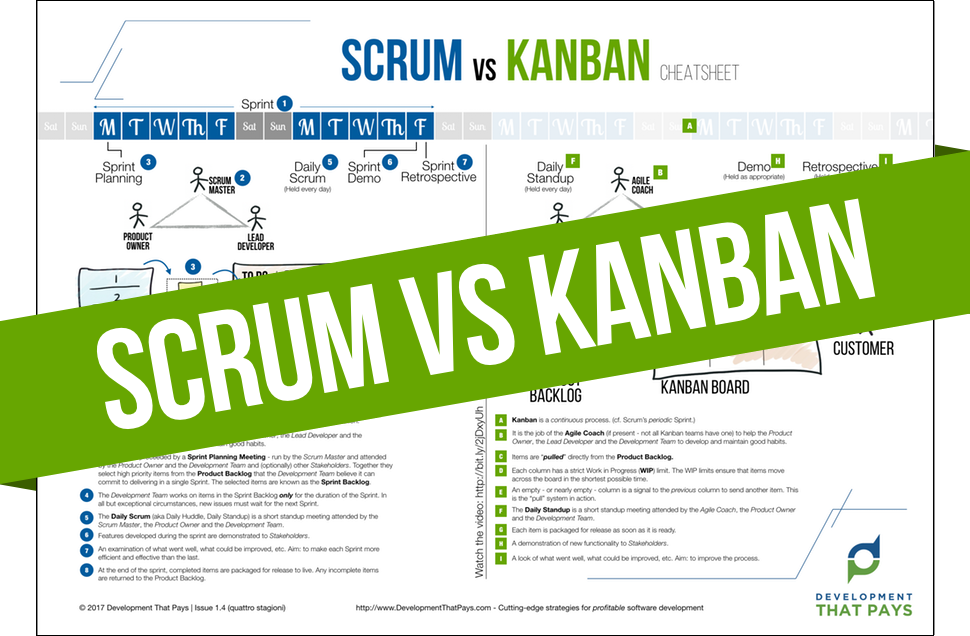 SCRUM VS KANBAN CHEATSHEET
Sprint 1
Sat Sun M T W Th F Sat Sun M T W Th F Sat Sun M T W Th F Sat Sun M T W Th F Sat Sun M
A
Sprint Planning 3
Daily Scrum 5
(Held every day)
Sprint Demo 6
Sprint Retrospective 7
SCRUM MASTER 2
PRODUCT OWNER
LEAD DEVELOPER
3
1
2
TO DO
Daily Standup F
(Held every day)
AGILE COACH B
Demo H
(Held as appropriate)
Retrospective I
SCRUM VS KANBAN
CUSTOMER
BACKLOG
KANBAN BOARD
the Lead Developer and the
good habits.
by a Sprint Planning Meeting - run by the Scrum Master and attended
by the Product Owner and the Development Team and (optionally) other Stakeholders. Together they
select high priority items from the Product Backlog that the Development Team believe it can
commit to delivering in a single Sprint. The selected items are known as the Sprint Backlog.
4 The Development Team works on items in the Sprint Backlog only for the duration of the Sprint. In
all but exceptional circumstances, new issues must wait for the next Sprint.
5 The Daily Scrum (aka Daily Huddle, Daily Standup) is a short standup meeting attended by the
Scrum Master, the Product Owner and the Development Team.
6 Features developed during the sprint are demonstrated to Stakeholders.
7 An examination of what went well, what could be improved, etc. Aim: to make each Sprint more
efficient and effective than the last.
8 At the end of the sprint, completed items are packaged for release to live. Any incomplete items
are returned to the Product Backlog.
Watch the video: http://bit.ly/2jDxyUh
A Kanban is a continuous process. (cf. Scrum's periodic Sprint.)
B It is the job of the Agile Coach (if present - not all Kanban teams have one) to help the Product
Owner, the Lead Developer and the Development Team to develop and maintain good habits.
C Items are "pulled" directly from the Product Backlog.
D Each column has a strict Work in Progress (WIP) limit. The WIP limits ensure that items move
across the board in the shortest possible time.
E An empty - or nearly empty - column is a signal to the previous column to send another item. This
is the "pull" system in action.
F The Daily Standup is a short standup meeting attended by the Agile Coach, the Product Owner
and the Development Team.
G Each item is packaged for release as soon as it is ready.
H A demonstration of new functionality to Stakeholders.
I A look of what went well, what could be improved, etc. Aim: to improve the process.
© 2017 Development That Pays | Issue 1.4 (quattro stagioni)
http://www.DevelopmentThatPays.com - Cutting-edge strategies for profitable software development
DEVELOPMENT
THAT PAYS